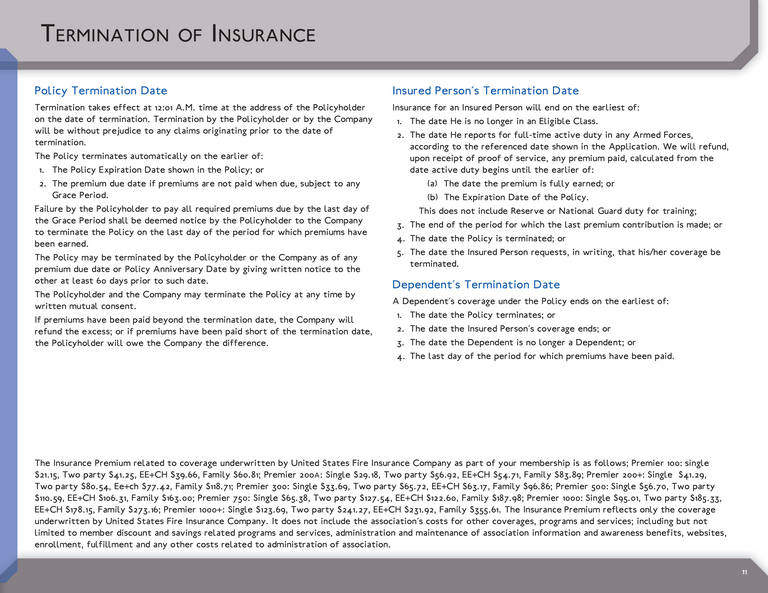 Termination of Insurance
Policy Termination Date
Termination takes effect at 12:01 A.M. time at the address of the Policyholder
on the date of termination. Termination by the Policyholder or by the Company
will be without prejudice to any claims originating prior to the date of
termination.
The Policy terminates automatically on the earlier of:
1. The Policy Expiration Date shown in the Policy; or
2. The premium due date if premiums are not paid when due, subject to any
Grace Period.
Failure by the Policyholder to pay all required premiums due by the last day of
the Grace Period shall be deemed notice by the Policyholder to the Company
to terminate the Policy on the last day of the period for which premiums have
been earned.
The Policy may be terminated by the Policyholder or the Company as of any
premium due date or Policy Anniversary Date by giving written notice to the
other at least 60 days prior to such date.
The Policyholder and the Company may terminate the Policy at any time by
written mutual consent.
If premiums have been paid beyond the termination date, the Company will
refund the excess; or if premiums have been paid short of the termination date,
the Policyholder will owe the Company the difference.
Insured Person's Termination Date
Insurance for an Insured Person will end on the earliest of:
1. The date He is no longer in an Eligible Class.
2. The date He reports for full-time active duty in any Armed Forces,
according to the referenced date shown in the Application. We will refund,
upon receipt of proof of service, any premium paid, calculated from the
date active duty begins until the earlier of:
(a) The date the premium is fully earned; or
(b) The Expiration Date of the Policy.
This does not include Reserve or National Guard duty for training;
3. The end of the period for which the last premium contribution is made; or
4. The date the Policy is terminated; or
5. The date the Insured Person requests, in writing, that his/her coverage be
terminated.
Dependent's Termination Date
A Dependent's coverage under the Policy ends on the earliest of:
1. The date the Policy terminates; or
2. The date the Insured Person's coverage ends; or
3. The date the Dependent is no longer a Dependent; or
4. The last day of the period for which premiums have been paid.
The Insurance Premium related to coverage underwritten by United States Fire Insurance Company as part of your membership is as follows; Premier 100: single
$21.15, Two party $41.25, EE+CH $39.66, Family $60.81; Premier 200A: Single $29.18, Two party $56.92, EE+CH $54.71, Family $83.89; Premier 200+: Single $41.29,
Two party $80.54, Ee+ch $77.42, Family $118.71; Premier 300: Single $33.69, Two party $65.72, EE+CH $63.17, Family $96.86; Premier 500: Single $56.70, Two party
$110.59, EE+CH $106.31, Family $163.00; Premier 750: Single $65.38, Two party $127.54, EE+CH $122.60, Family $187.98; Premier 1000: Single $95.01, Two party $185.33,
EE+CH $178.15, Family $273.16; Premier 1000+: Single $123.69, Two party $241.27, EE+CH $231.92, Family $355.61. The Insurance Premium reflects only the coverage
underwritten by United States Fire Insurance Company. It does not include the association's costs for other coverages, programs and services; including but not
limited to member discount and savings related programs and services, administration and maintenance of association information and awareness benefits, websites,
enrollment, fulfillment and any other costs related to administration of association.
11